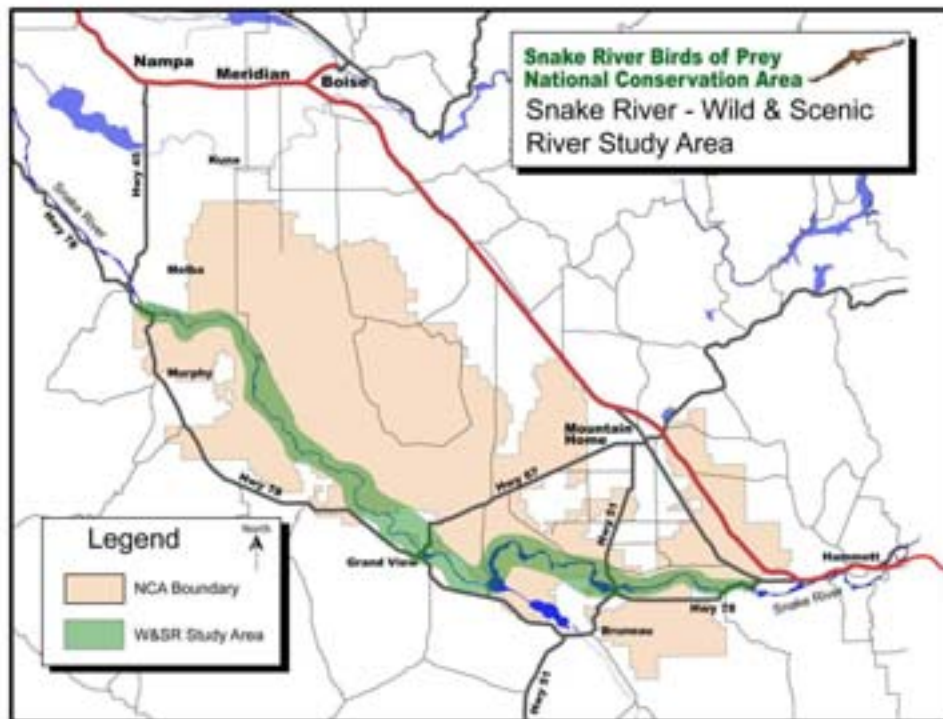 Snake River Birds of Prey
National Conservation Area
Snake River - Wild & Scenic
River Study Area
Nampa
Meridian
Boise
Kuna
Hwy 45
Snake River
Hwy 78
Melba
Murphy
Mountain
Home
Hwy 67
Hwy 78
Hwy 51
Grand View
Hammett
Snake River
Hwy 78
Bruneau
Hwy 51
Legend
North
NCA Boundary
W&SR Study Area